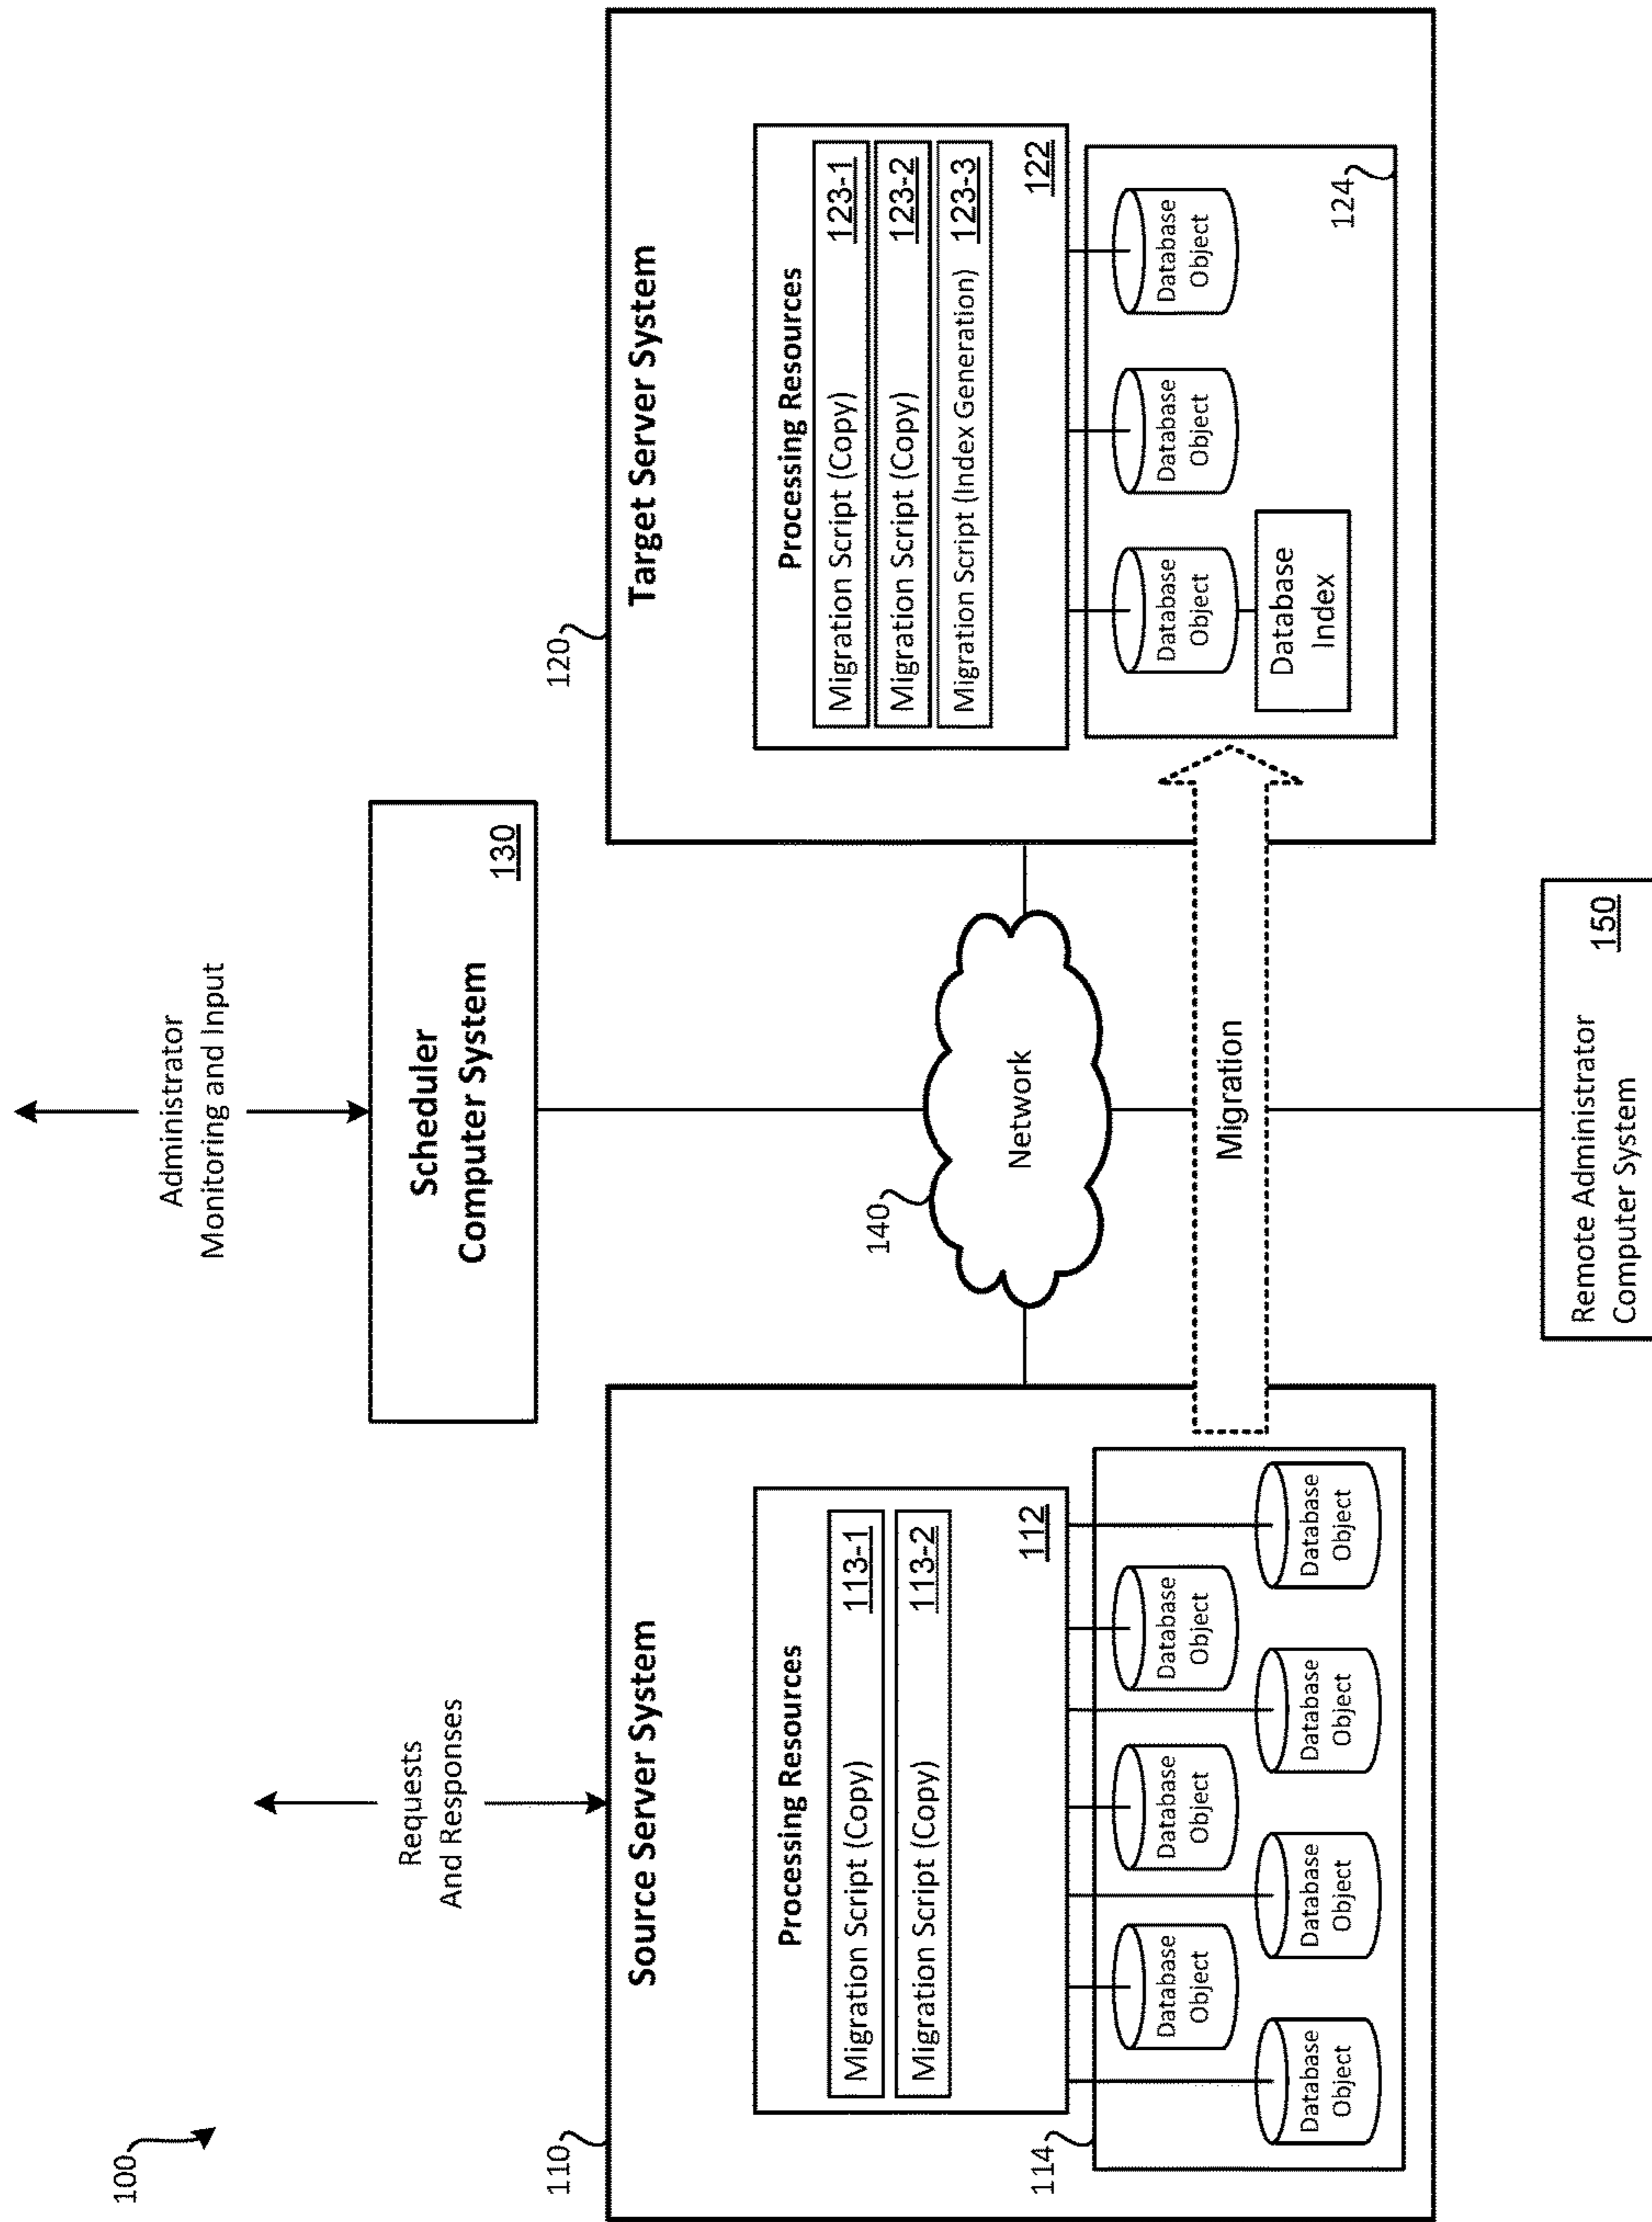 100
Requests
And Responses
Administrator
Monitoring and Input
Scheduler
Computer System
130
110
Source Server System
Processing Resources
Migration Script (Copy) 113-1
Migration Script (Copy) 113-2
112
114
Database
Object
Database
Object
Database
Object
Database
Object
Database
Object
Database
Object
Database
Object
140
Network
Migration
120
Target Server System
Processing Resources
Migration Script (Copy) 123-1
Migration Script (Copy) 123-2
Migration Script (Index Generation) 123-3
122
Database
Object
Database
Object
Database
Object
Database
Index
124
Remote Administrator
Computer System
150